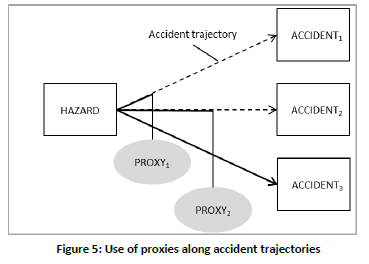 Accident trajectory
ACCIDENT₁
HAZARD
ACCIDENT₂
PROXY₁
ACCIDENT₃
PROXY₂
Figure 5: Use of proxies along accident trajectories